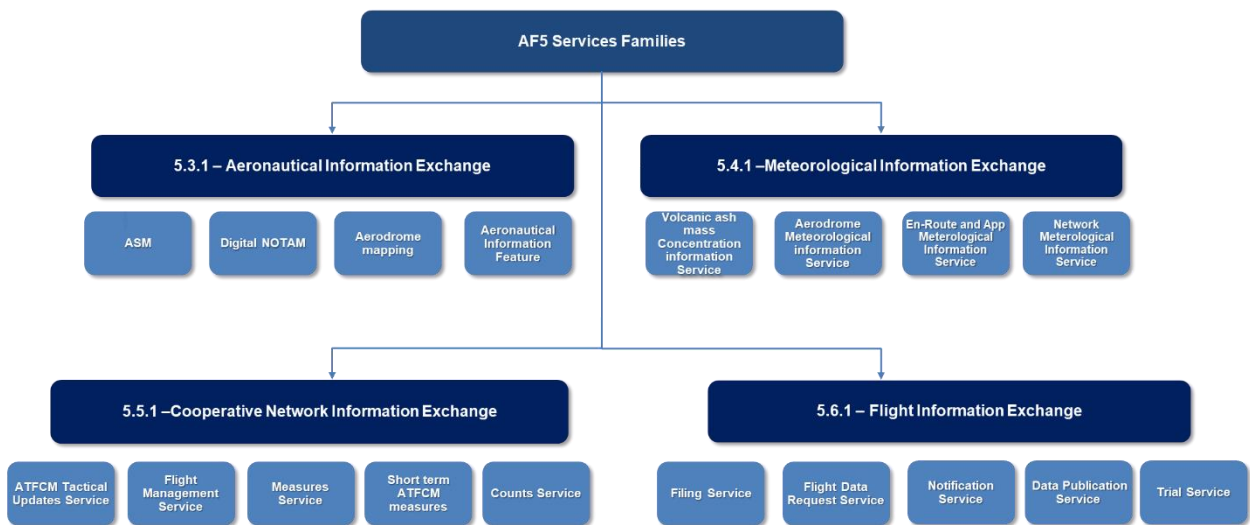 AF5 Services Families
5.3.1 – Aeronautical Information Exchange
5.4.1 –Meteorological Information Exchange
ASM
Digital NOTAM
Aerodrome
mapping
Aeronautical
Information
Feature
Volcanic ash
mass
Concentration
information
Service
Aerodrome
Meteorological
information
Service
En-Route and App
Meterological
Information
Service
Network
Meterological
Information
Service
5.5.1 –Cooperative Network Information Exchange
5.6.1 – Flight Information Exchange
ATFCM Tactical
Updates Service
Flight
Management
Service
Measures
Service
Short term
ATFCM
measures
Counts Service
Filing Service
Flight Data
Request Service
Notification
Service
Data Publication
Service
Trial Service